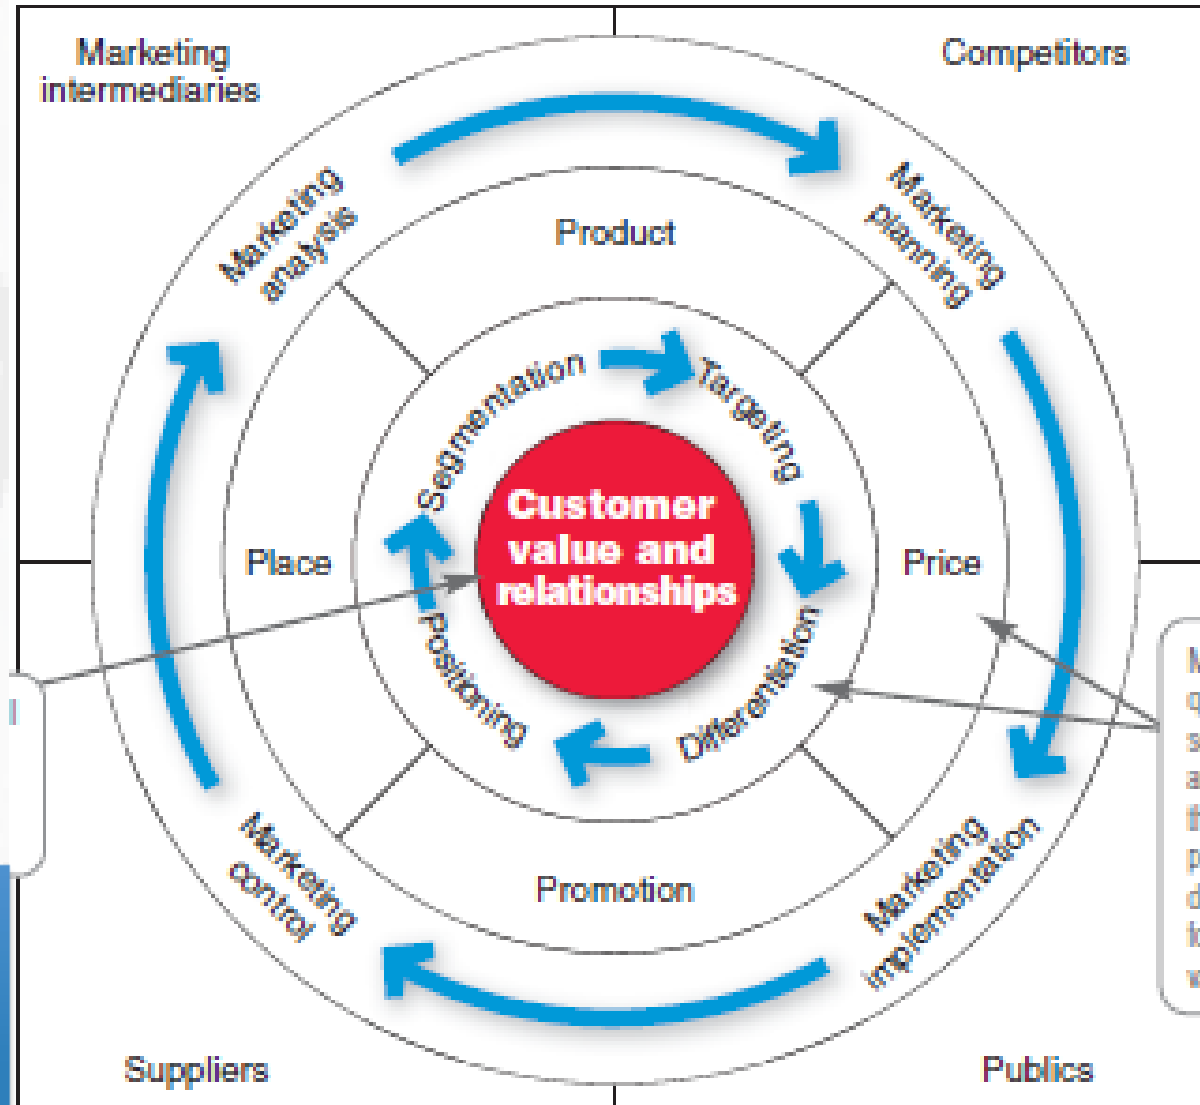 Marketing
intermediaries
Competitors
Marketing
analysis
Marketing
planning
Product
Segmentation
Targeting
Customer
value and
relationships
Place
Price
Positioning
Differentiation
Promotion
Marketing
control
Marketing
implementation
Suppliers
Publics